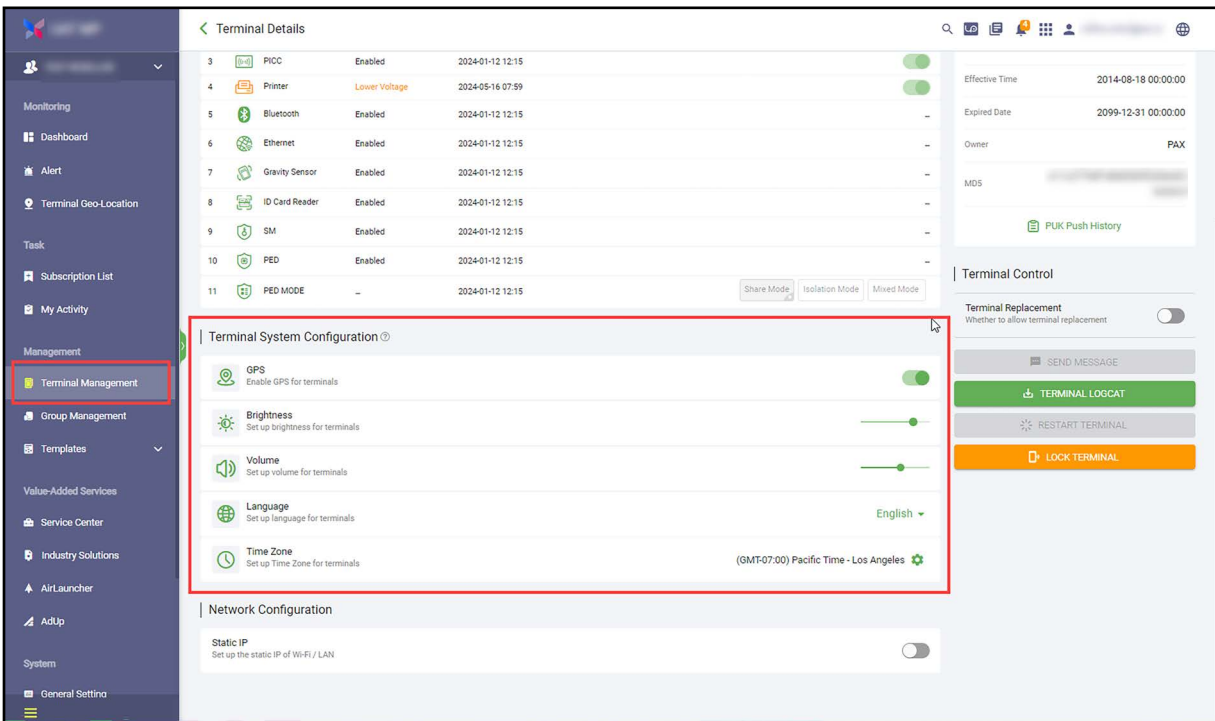 Terminal Details
4
Monitoring
Dashboard
Alert
Terminal Geo-Location
Task
Subscription List
My Activity
Management
Terminal Management
Group Management
Templates
Value-Added Services
Service Center
Industry Solutions
AirLauncher
AdUp
System
General Setting
3 PICC Enabled 2024-01-12 12:15
4 Printer Lower Voltage 2024-05-16 07:59
5 Bluetooth Enabled 2024-01-12 12:15 –
6 Ethernet Enabled 2024-01-12 12:15 –
7 Gravity Sensor Enabled 2024-01-12 12:15 –
8 ID Card Reader Enabled 2024-01-12 12:15 –
9 SM Enabled 2024-01-12 12:15 –
10 PED Enabled 2024-01-12 12:15 –
11 PED MODE – 2024-01-12 12:15 Share Mode Isolation Mode Mixed Mode
Terminal System Configuration
GPS
Enable GPS for terminals
Brightness
Set up brightness for terminals
Volume
Set up volume for terminals
Language
Set up language for terminals
English
Time Zone
Set up Time Zone for terminals
(GMT-07:00) Pacific Time - Los Angeles
Network Configuration
Static IP
Set up the static IP of Wi-Fi / LAN
Effective Time 2014-08-18 00:00:00
Expired Date 2099-12-31 00:00:00
Owner PAX
MD5
PUK Push History
Terminal Control
Terminal Replacement
Whether to allow terminal replacement
SEND MESSAGE
TERMINAL LOGCAT
RESTART TERMINAL
LOCK TERMINAL